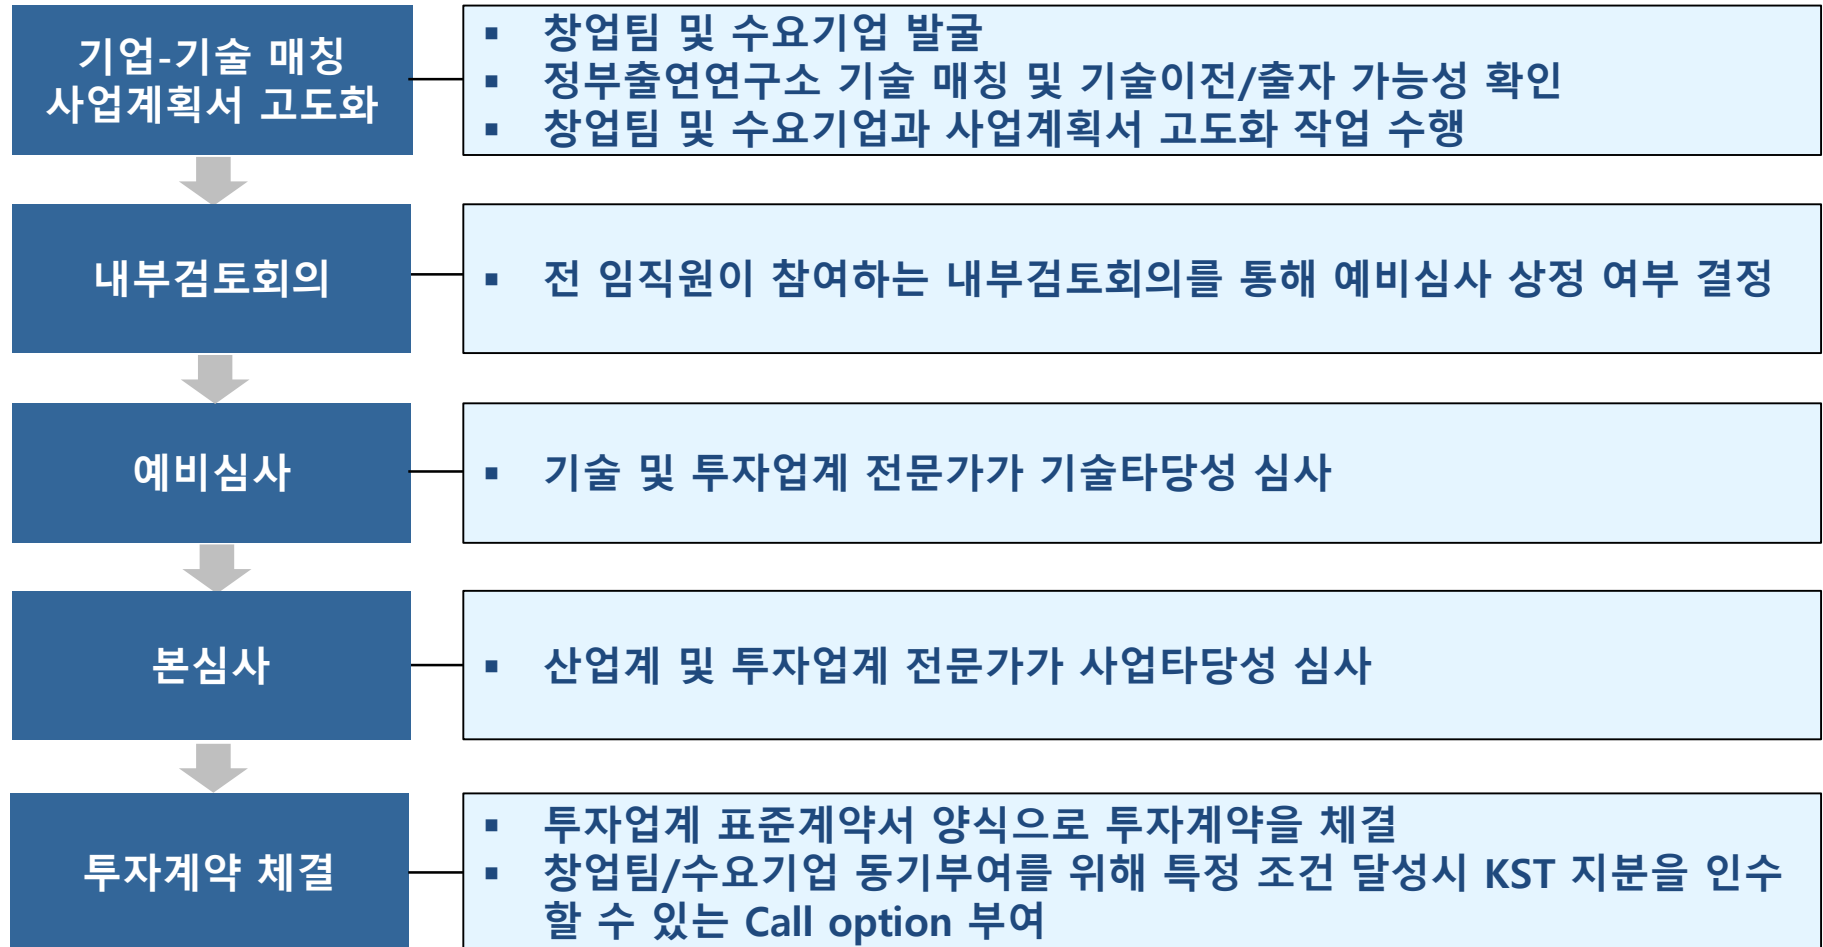 기업-기술 매칭
사업계획서 고도화
▪ 창업팀 및 수요기업 발굴
▪ 정부출연연구소 기술 매칭 및 기술이전/출자 가능성 확인
▪ 창업팀 및 수요기업과 사업계획서 고도화 작업 수행
내부검토회의
▪ 전 임직원이 참여하는 내부검토회의를 통해 예비심사 상정 여부 결정
예비심사
▪ 기술 및 투자업계 전문가가 기술타당성 심사
본심사
▪ 산업계 및 투자업계 전문가가 사업타당성 심사
투자계약 체결
▪ 투자업계 표준계약서 양식으로 투자계약을 체결
▪ 창업팀/수요기업 동기부여를 위해 특정 조건 달성시 KST 지분을 인수
할 수 있는 Call option 부여